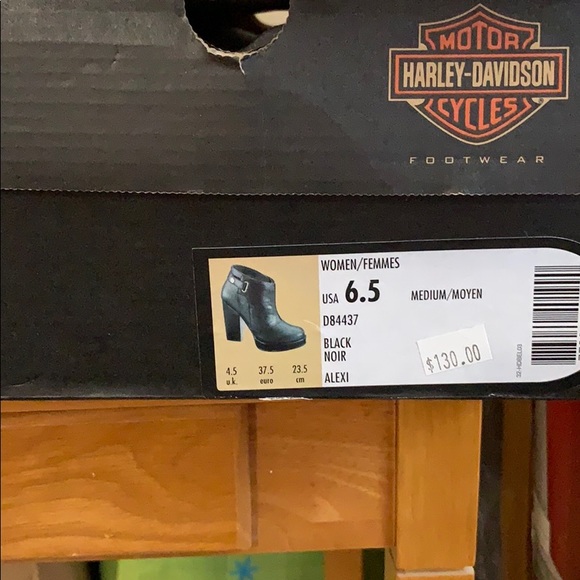 MOTOR
HARLEY-DAVIDSON
CYCLES
FOOTWEAR
WOMEN/FEMMES
USA 6.5 MEDIUM/MOYEN
D84437
BLACK
NOIR
ALEXI
4.5 37.5 23.5
u.k. euro cm
$130.00